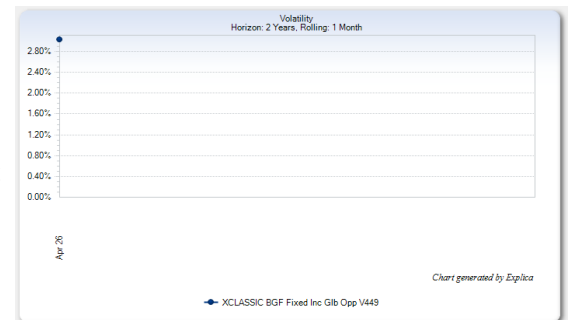 Volatility
Horizon: 2 Years, Rolling: 1 Month
2.80%
2.40%
2.00%
1.60%
1.20%
0.80%
0.40%
0.00%
Apr 26
Chart generated by Explica
XCLASSIC BGF Fixed Inc Glb Opp V449